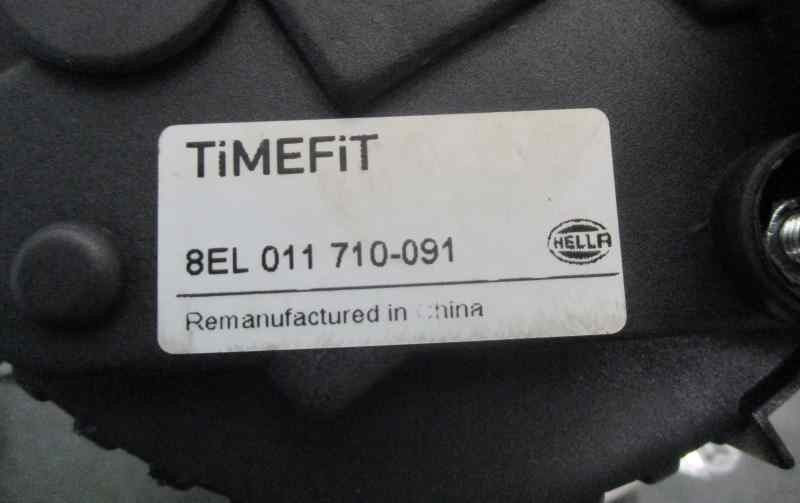 TiMEFiT
8EL 011 710-091
HELLA
Remanufactured in China